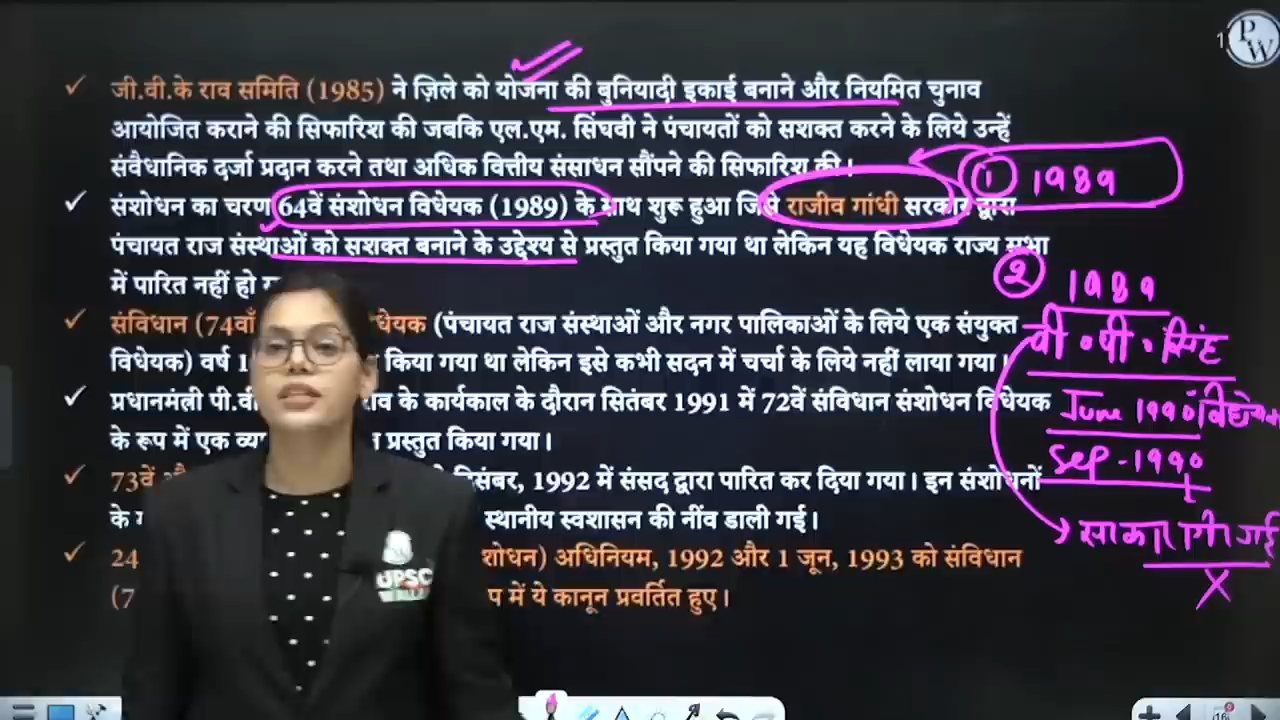 PW
जी.वी.के राव समिति (1985) ने ज़िले को योजना की बुनियादी इकाई बनाने और नियमित चुनाव
आयोजित कराने की सिफारिश की जबकि एल.एम. सिंघवी ने पंचायतों को सशक्त करने के लिये उन्हें
संवैधानिक दर्जा प्रदान करने तथा अधिक वित्तीय संसाधन सौंपने की सिफारिश की।
① 1989
संशोधन का चरण 64वें संशोधन विधेयक (1989) के साथ शुरू हुआ जिसे राजीव गांधी सरकार द्वारा
पंचायत राज संस्थाओं को सशक्त बनाने के उद्देश्य से प्रस्तुत किया गया था लेकिन यह विधेयक राज्य सभा
में पारित नहीं हो
② 1989
संविधान (74वाँ धेयक (पंचायत राज संस्थाओं और नगर पालिकाओं के लिये एक संयुक्त
वी.पी. सिंह
विधेयक) वर्ष 1 किया गया था लेकिन इसे कभी सदन में चर्चा के लिये नहीं लाया गया।
प्रधानमंत्री पी.वी. राव के कार्यकाल के दौरान सितंबर 1991 में 72वें संविधान संशोधन विधेयक
June 1990
के रूप में एक व्या प्रस्तुत किया गया।
Sep - 1990
73वें संबर, 1992 में संसद द्वारा पारित कर दिया गया। इन संशोधनों
के स्थानीय स्वशासन की नींव डाली गई।
24 शोधन) अधिनियम, 1992 और 1 जून, 1993 को संविधान
(7 प में ये कानून प्रवर्तित हुए।
X
UPSC
16